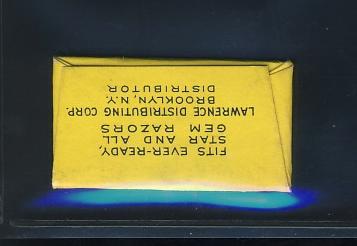 FITS EVER-READY,
STAR AND ALL
GEM RAZORS
LAWRENCE DISTRIBUTING CORP.
BROOKLYN, N.Y.
DISTRIBUTOR